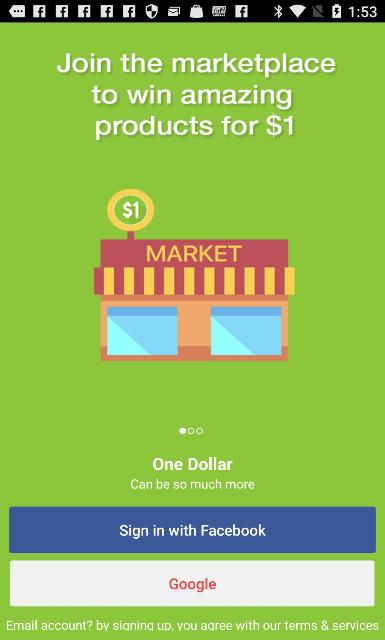 1:53
Join the marketplace
to win amazing
products for $1
$1
MARKET
One Dollar
Can be so much more
Sign in with Facebook
Google
Email account? by signing up, you agree with our terms & services